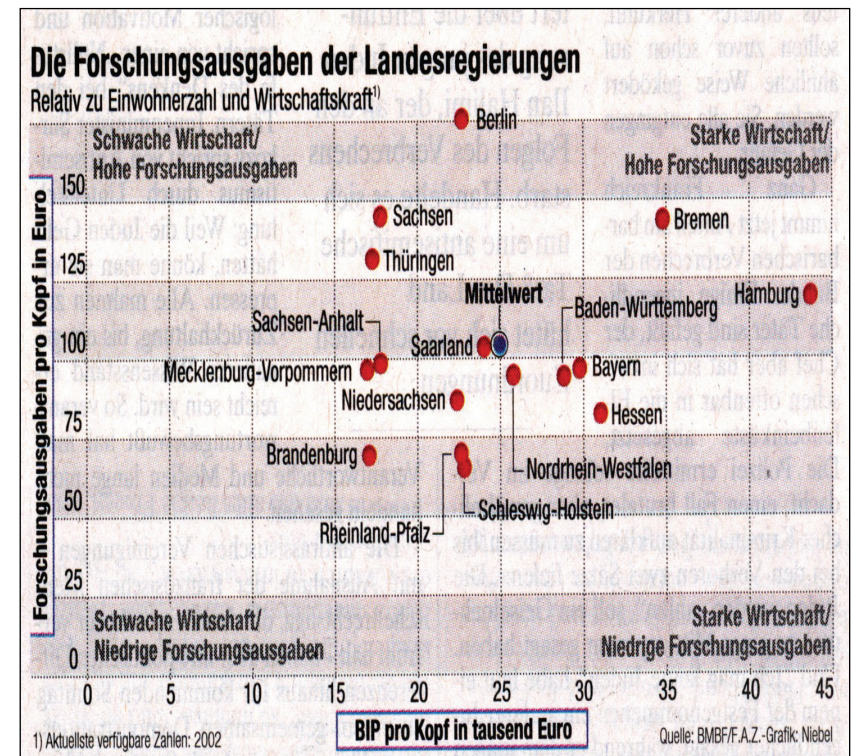 Die Forschungsausgaben der Landesregierungen
Relativ zu Einwohnerzahl und Wirtschaftskraft1)
Berlin
Schwache Wirtschaft/
Hohe Forschungsausgaben
Starke Wirtschaft/
Hohe Forschungsausgaben
Forschungsausgaben pro Kopf in Euro
150
Sachsen
Bremen
Thüringen
125
Mittelwert
Baden-Württemberg
Hamburg
Sachsen-Anhalt
100
Saarland
Mecklenburg-Vorpommern
Bayern
Niedersachsen
Hessen
75
Brandenburg
Nordrhein-Westfalen
50
Schleswig-Holstein
Rheinland-Pfalz
25
Schwache Wirtschaft/
Niedrige Forschungsausgaben
Starke Wirtschaft/
Niedrige Forschungsausgaben
0
0 5 10 15 20 25 30 35 40 45
1) Aktuellste verfügbare Zahlen: 2002
BIP pro Kopf in tausend Euro
Quelle: BMBF/F.A.Z.-Grafik: Niebel